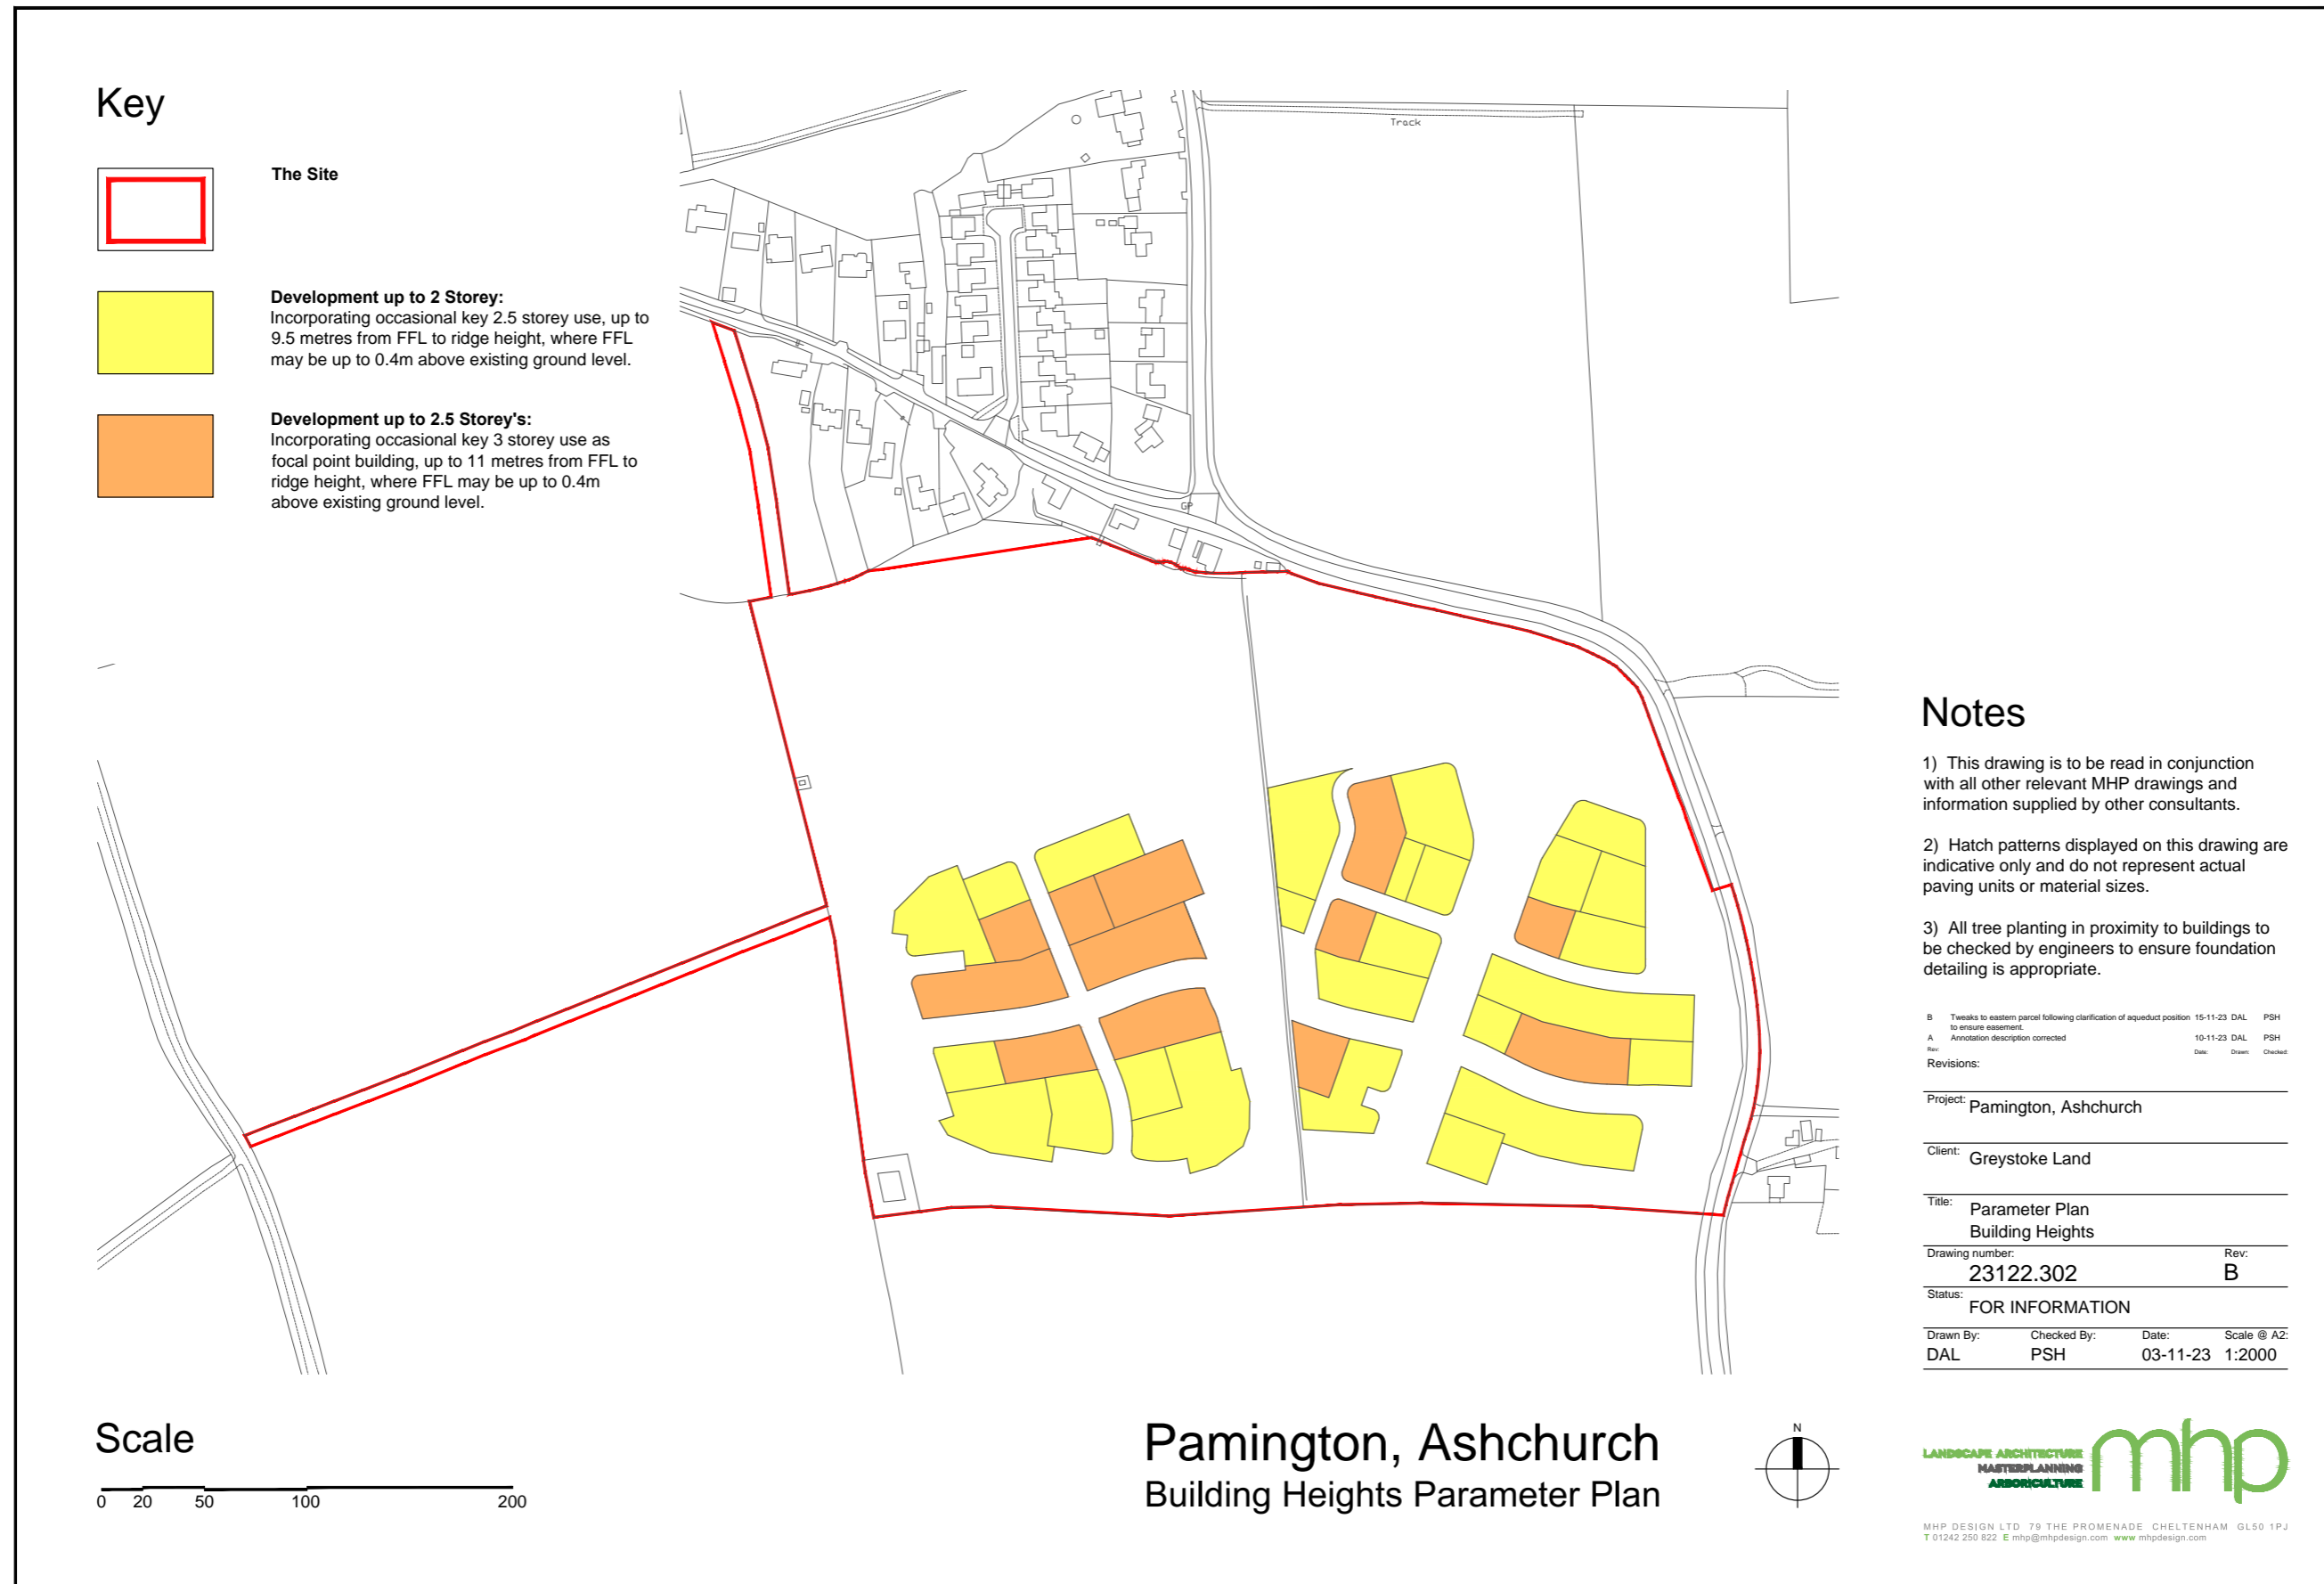 Key
The Site
Development up to 2 Storey:
Incorporating occasional key 2.5 storey use, up to
9.5 metres from FFL to ridge height, where FFL
may be up to 0.4m above existing ground level.
Development up to 2.5 Storey's:
Incorporating occasional key 3 storey use as
focal point building, up to 11 metres from FFL to
ridge height, where FFL may be up to 0.4m
above existing ground level.
Track
GP
Notes
1) This drawing is to be read in conjunction
with all other relevant MHP drawings and
information supplied by other consultants.
2) Hatch patterns displayed on this drawing are
indicative only and do not represent actual
paving units or material sizes.
3) All tree planting in proximity to buildings to
be checked by engineers to ensure foundation
detailing is appropriate.
B Tweaks to eastern parcel following clarification of aqueduct position 15-11-23 DAL PSH
to ensure easement.
A Annotation description corrected 10-11-23 DAL PSH
Rev: Date: Drawn: Checked:
Revisions:
Project: Pamington, Ashchurch
Client: Greystoke Land
Title: Parameter Plan
Building Heights
Drawing number: Rev:
23122.302 B
Status: FOR INFORMATION
Drawn By: Checked By: Date: Scale @ A2:
DAL PSH 03-11-23 1:2000
Scale
0 20 50 100 200
Pamington, Ashchurch
Building Heights Parameter Plan
N
LANDSCAPE ARCHITECTURE
MASTERPLANNING
ARBORICULTURE
mhp
MHP DESIGN LTD 79 THE PROMENADE CHELTENHAM GL50 1PJ
T 01242 250 822 E mhp@mhpdesign.com www mhpdesign.com